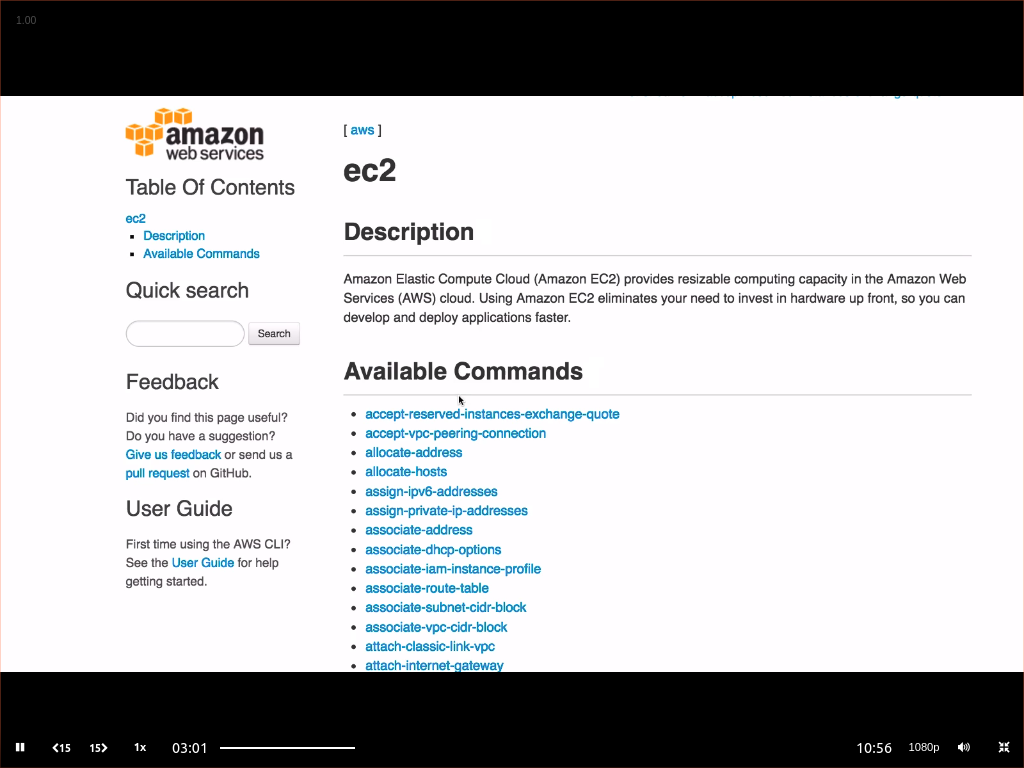 1.00
amazon
web services
Table Of Contents
ec2
Description
Available Commands
Quick search
Search
Feedback
Did you find this page useful?
Do you have a suggestion?
Give us feedback or send us a
pull request on GitHub.
User Guide
First time using the AWS CLI?
See the User Guide for help
getting started.
[ aws ]
ec2
Description
Amazon Elastic Compute Cloud (Amazon EC2) provides resizable computing capacity in the Amazon Web
Services (AWS) cloud. Using Amazon EC2 eliminates your need to invest in hardware up front, so you can
develop and deploy applications faster.
Available Commands
accept-reserved-instances-exchange-quote
accept-vpc-peering-connection
allocate-address
allocate-hosts
assign-ipv6-addresses
assign-private-ip-addresses
associate-address
associate-dhcp-options
associate-iam-instance-profile
associate-route-table
associate-subnet-cidr-block
associate-vpc-cidr-block
attach-classic-link-vpc
attach-internet-gateway
15 15 1x 03:01 10:56 1080p